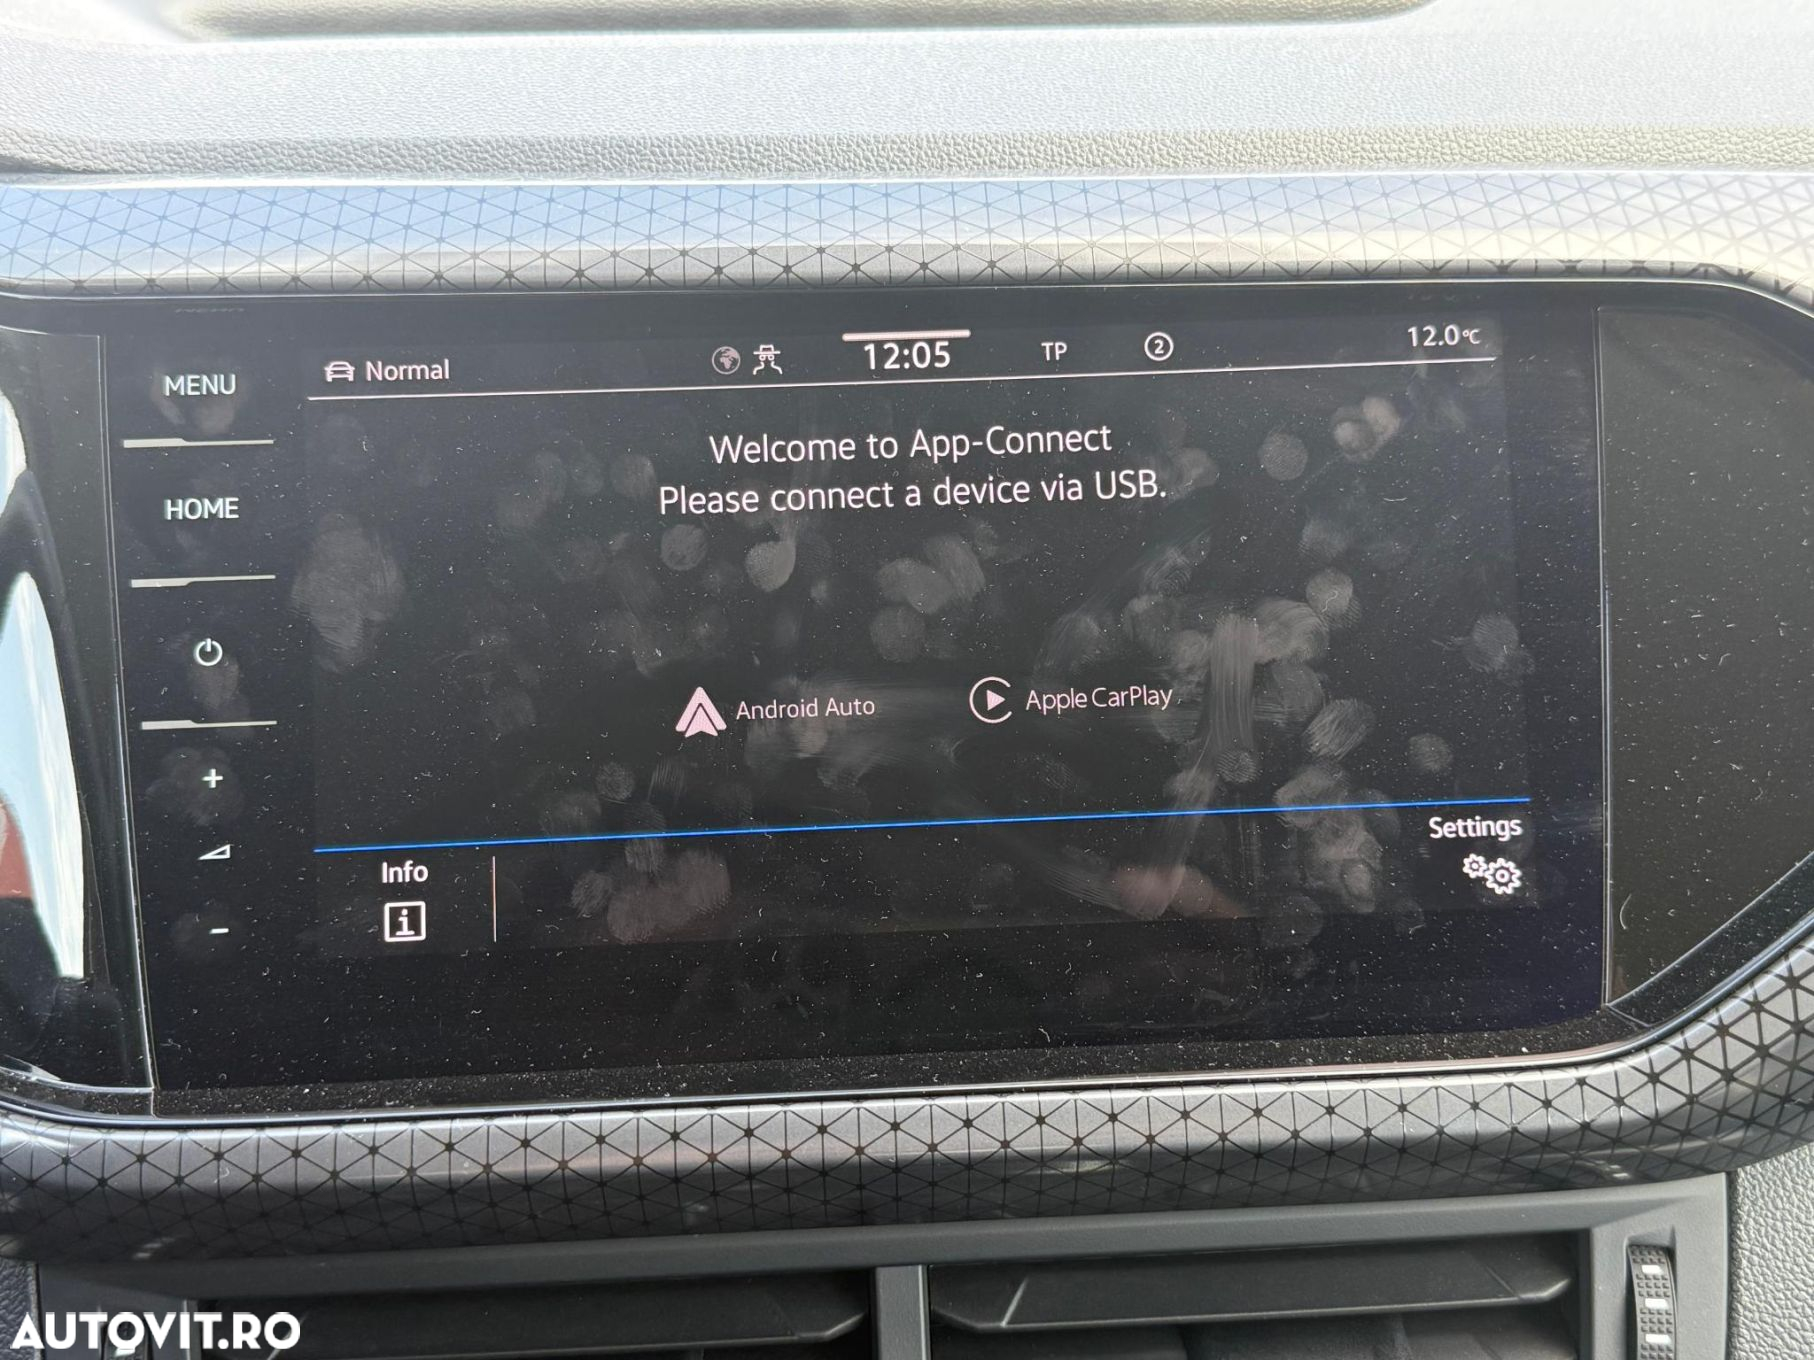 MENU
HOME
+
-
Normal
12:05
TP
2
12.0°C
Welcome to App-Connect
Please connect a device via USB.
Android Auto
Apple CarPlay
Info
i
Settings
AUTOVIT.RO